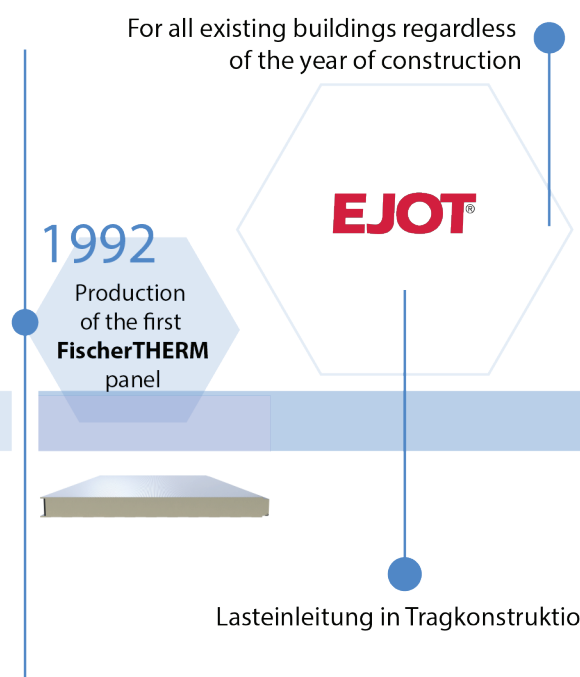 For all existing buildings regardless
of the year of construction
EJOT®
1992
Production
of the first
FischerTHERM
panel
Lasteinleitung in Tragkonstruktio